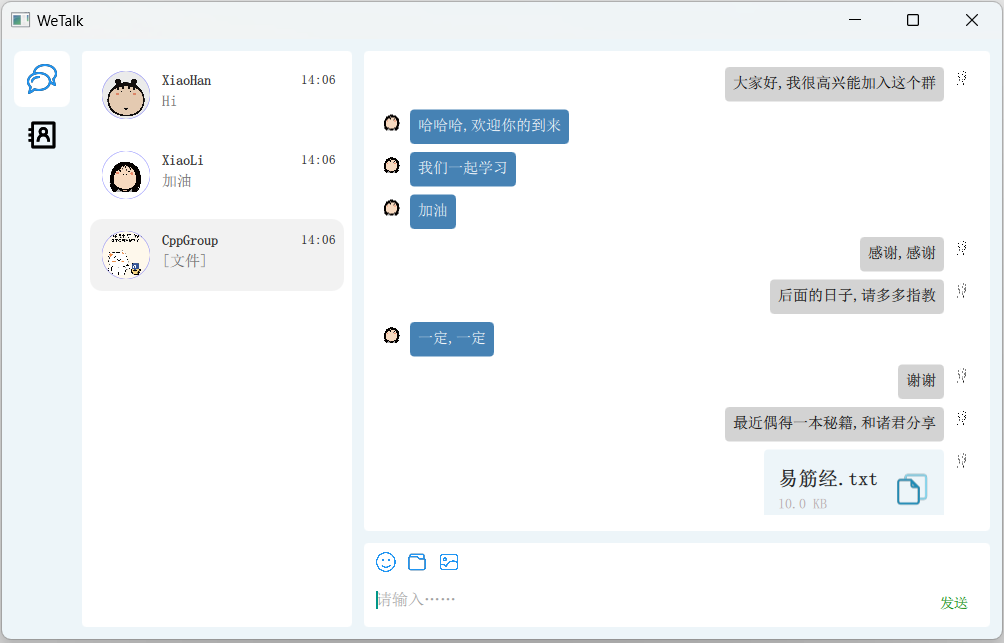 WeTalk
XiaoHan 14:06
Hi
XiaoLi 14:06
加油
CppGroup 14:06
[文件]
大家好,我很高兴能加入这个群
哈哈哈,欢迎你的到来
我们一起学习
加油
感谢,感谢
后面的日子,请多多指教
一定,一定
谢谢
最近偶得一本秘籍,和诸君分享
易筋经.txt
10.0 KB
请输入······
发送